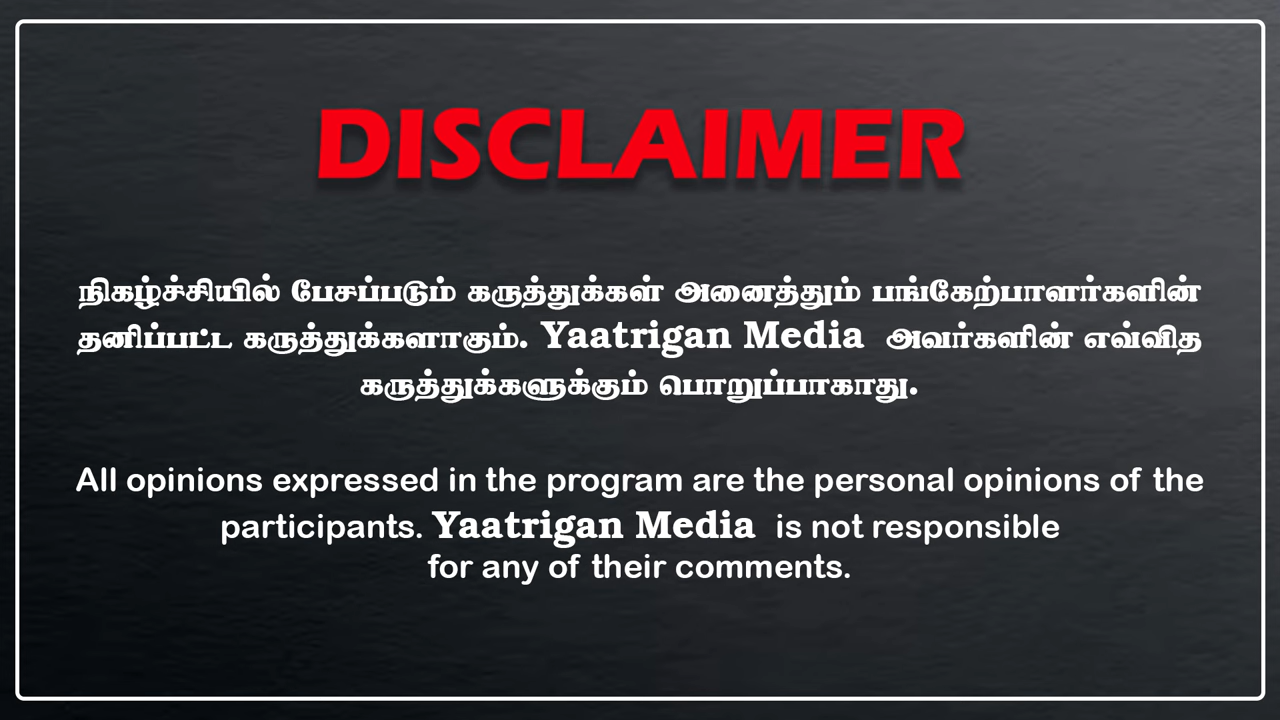 DISCLAIMER
நிகழ்ச்சியில் பேசப்படும் கருத்துக்கள் அனைத்தும் பங்கேற்பாளர்களின்
தனிப்பட்ட கருத்துக்களாகும். Yaatrigan Media அவர்களின் எவ்வித
கருத்துக்களுக்கும் பொறுப்பாகாது.
All opinions expressed in the program are the personal opinions of the
participants. Yaatrigan Media is not responsible
for any of their comments.